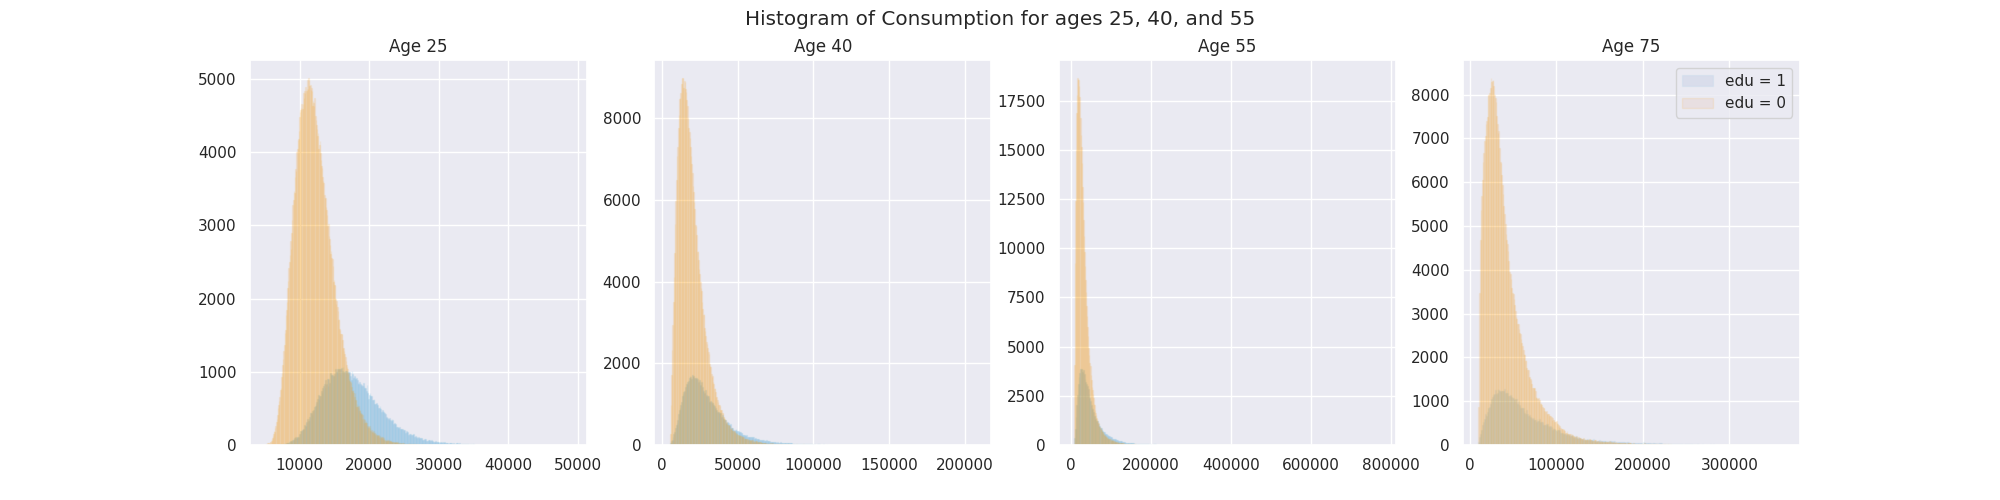 Histogram of Consumption for ages 25, 40, and 55
Age 25
5000
4000
3000
2000
1000
0
10000 20000 30000 40000 50000
Age 40
8000
6000
4000
2000
0
0 50000 100000 150000 200000
Age 55
17500
15000
12500
10000
7500
5000
2500
0
0 200000 400000 600000 800000
Age 75
8000
7000
6000
5000
4000
3000
2000
1000
0
0 100000 200000 300000
edu = 1
edu = 0